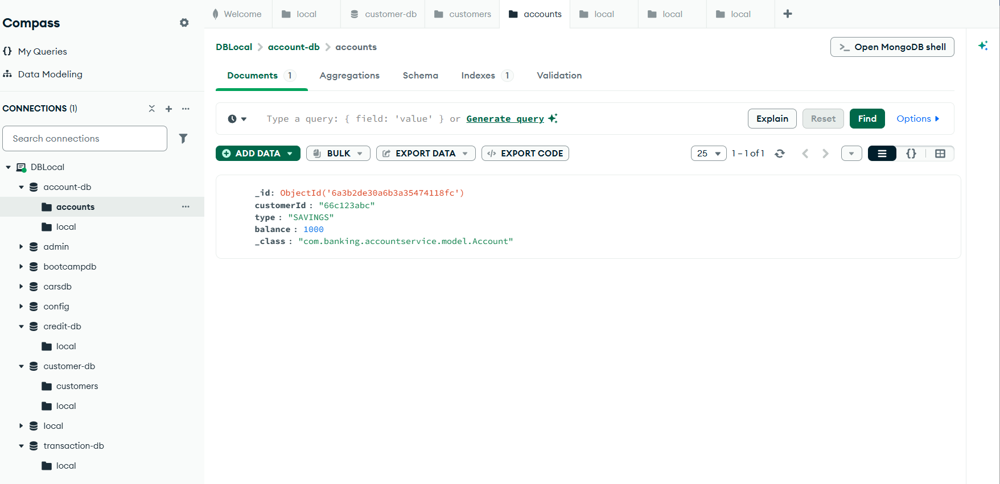 Compass
My Queries
Data Modeling
CONNECTIONS (1)
Search connections
DBLocal
account-db
accounts
local
admin
bootcampdb
carsdb
config
credit-db
local
customer-db
customers
local
local
transaction-db
local
Welcome local customer-db customers accounts local local local
DBLocal > account-db > accounts
>_ Open MongoDB shell
Documents 1 Aggregations Schema Indexes 1 Validation
Type a query: { field: 'value' } or Generate query
Explain Reset Find Options
ADD DATA BULK EXPORT DATA </> EXPORT CODE
25 1 – 1 of 1 {}
_id: ObjectId('6a3b2de30a6b3a35474118fc')
customerId : "66c123abc"
type : "SAVINGS"
balance : 1000
_class : "com.banking.accountservice.model.Account"